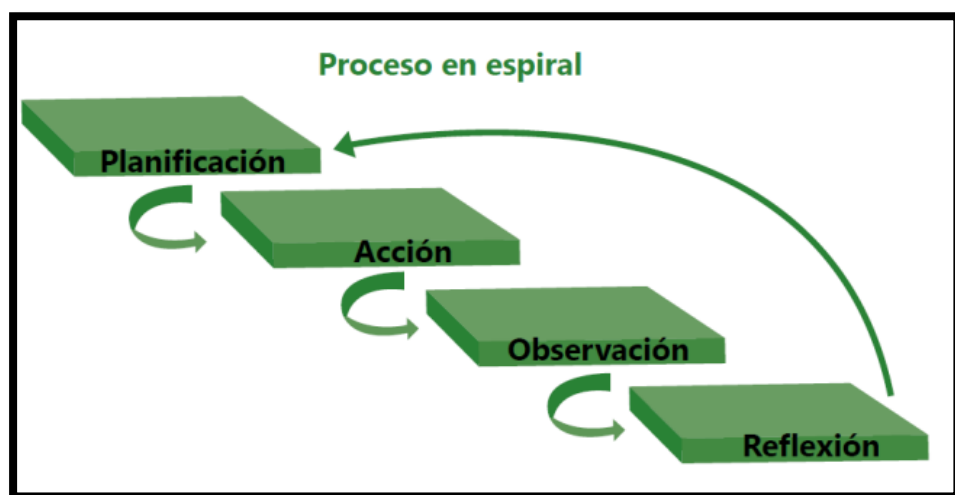 Proceso en espiral
Planificación
Acción
Observación
Reflexión